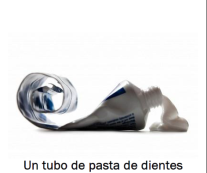 Un tubo de pasta de dientes